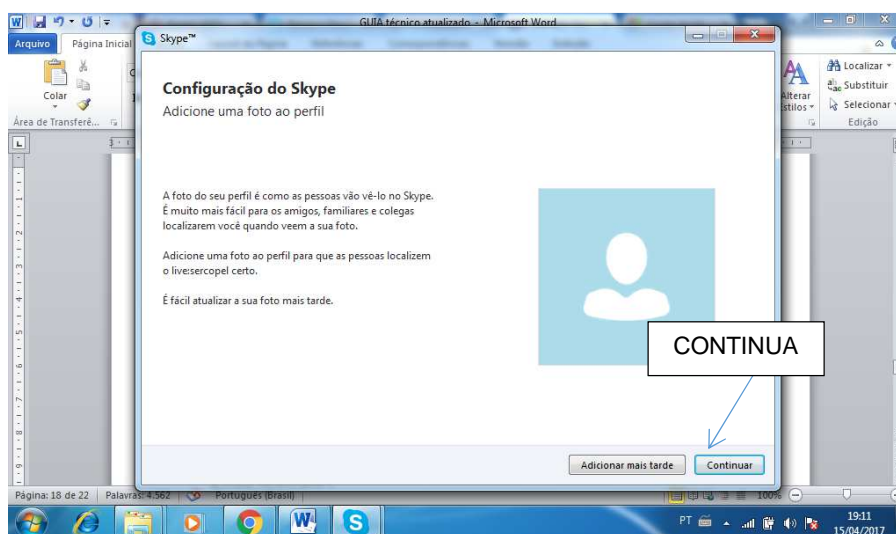 GUIA técnico atualizado - Microsoft Word
Arquivo
Página Inicial
Skype™
Configuração do Skype
Adicione uma foto ao perfil
Colar
Área de Transferê...
Alterar
Estilos
Localizar
Substituir
Selecionar
Edição
A foto do seu perfil é como as pessoas vão vê-lo no Skype.
É muito mais fácil para os amigos, familiares e colegas
localizarem você quando veem a sua foto.
Adicione uma foto ao perfil para que as pessoas localizem
o live:sercopel certo.
É fácil atualizar a sua foto mais tarde.
CONTINUA
Adicionar mais tarde
Continuar
Página: 18 de 22
Palavras: 4.562
Português (Brasil)
100%
PT
19:11
15/04/2017